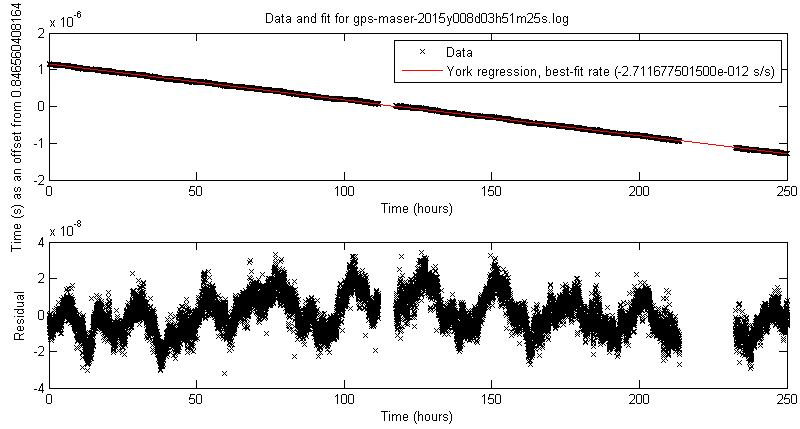 Data and fit for gps-maser-2015y008d03h51m25s.log
x 10^-6
2
1
0
-1
-2
Data
York regression, best-fit rate (-2.711677501500e-012 s/s)
0 50 100 150 200 250
Time (hours)
Time (s) as an offset from 0.846560408164
x 10^-8
4
2
0
-2
-4
Residual
0 50 100 150 200 250
Time (hours)